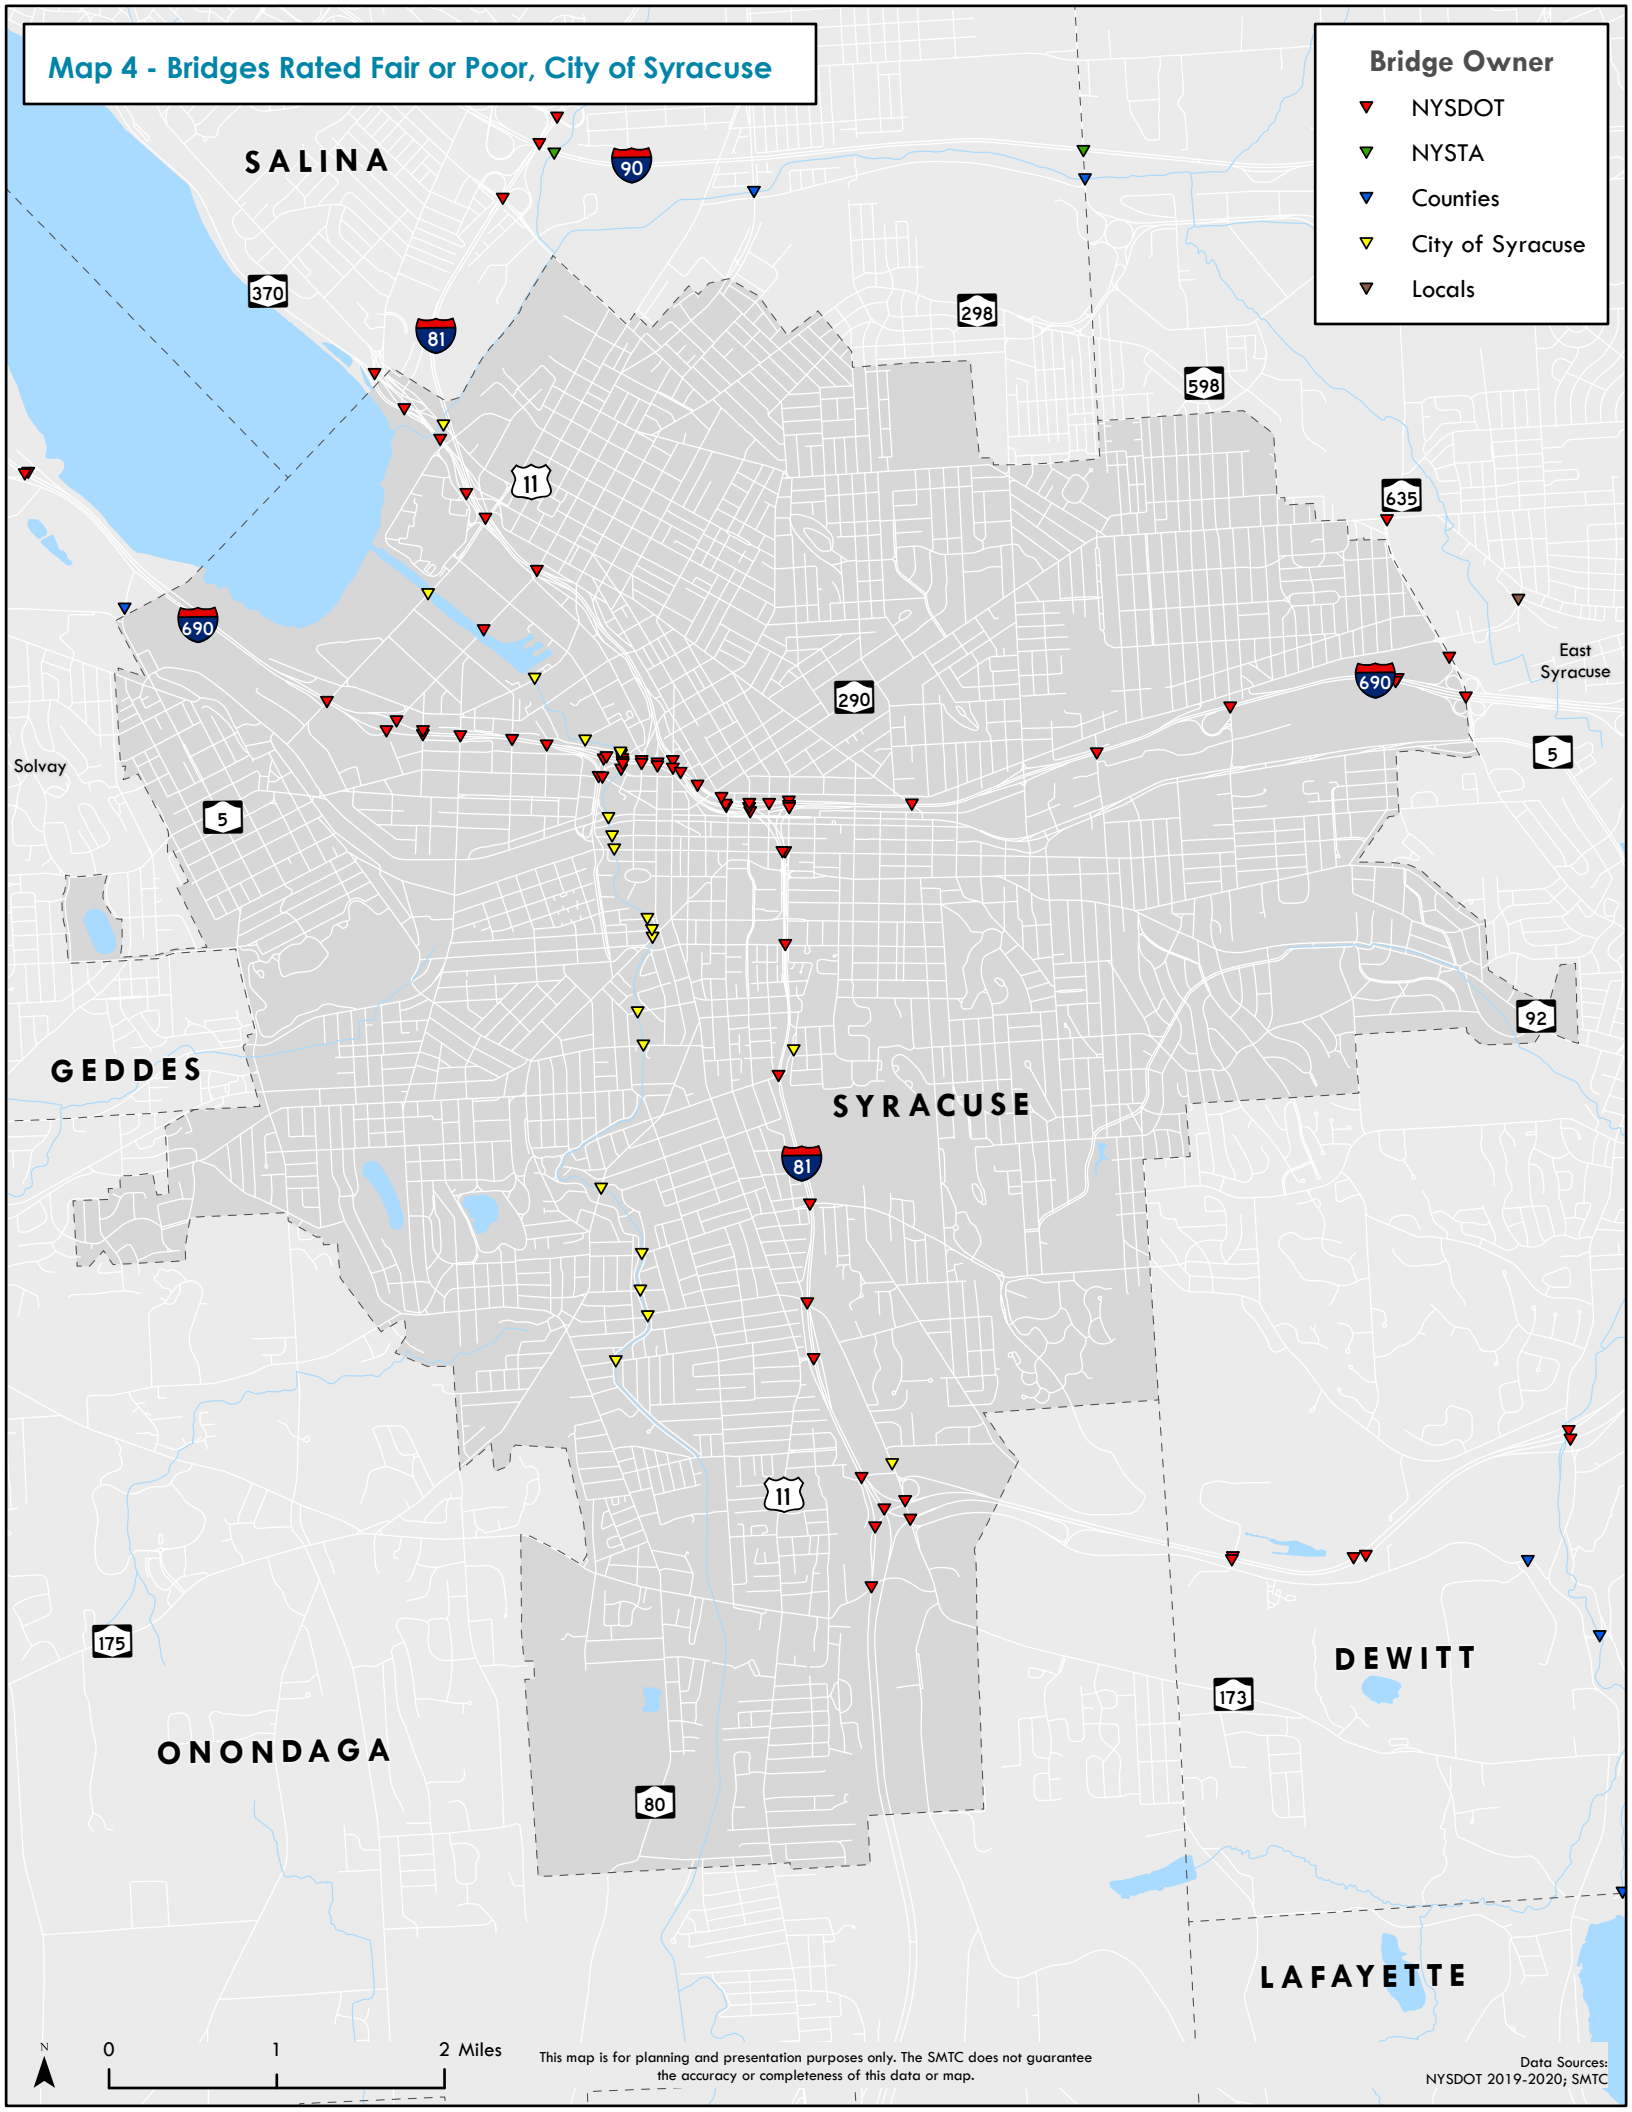 Map 4 - Bridges Rated Fair or Poor, City of Syracuse
Bridge Owner
NYSDOT
NYSTA
Counties
City of Syracuse
Locals
SALINA
90
370
81
298
598
11
635
690
East
Syracuse
690
290
5
Solvay
5
92
GEDDES
SYRACUSE
81
11
175
DEWITT
173
ONONDAGA
80
LAFAYETTE
N
0 1 2 Miles
This map is for planning and presentation purposes only. The SMTC does not guarantee
the accuracy or completeness of this data or map.
Data Sources:
NYSDOT 2019-2020; SMTC